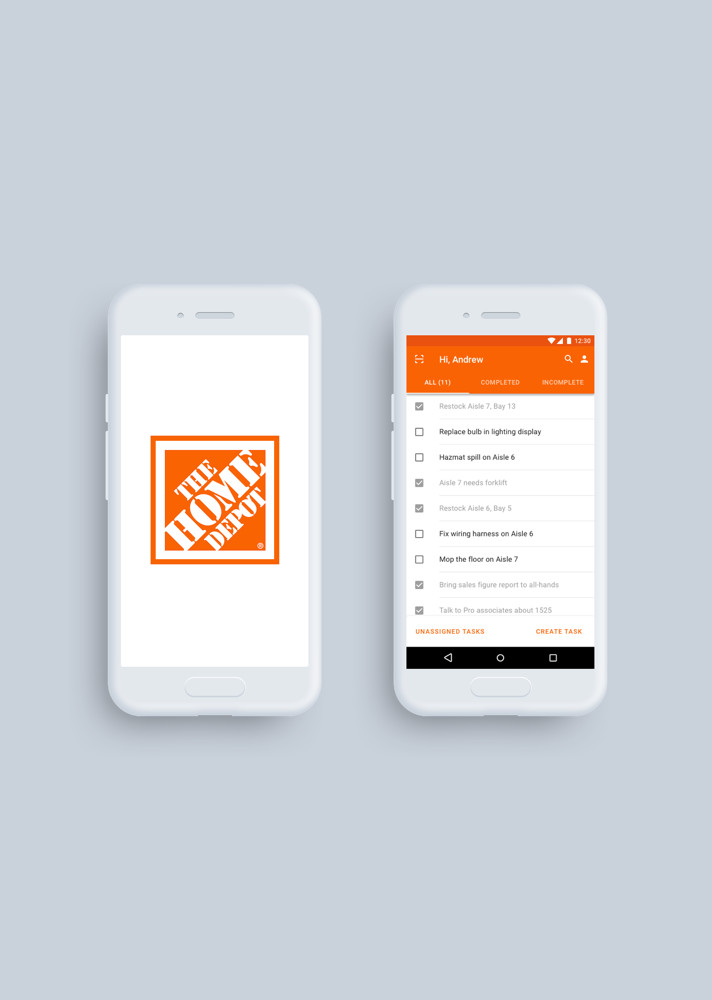 THE
HOME
DEPOT
®
12:30
Hi, Andrew
ALL (11) COMPLETED INCOMPLETE
Restock Aisle 7, Bay 13
Replace bulb in lighting display
Hazmat spill on Aisle 6
Aisle 7 needs forklift
Restock Aisle 6, Bay 5
Fix wiring harness on Aisle 6
Mop the floor on Aisle 7
Bring sales figure report to all-hands
Talk to Pro associates about 1525
UNASSIGNED TASKS CREATE TASK